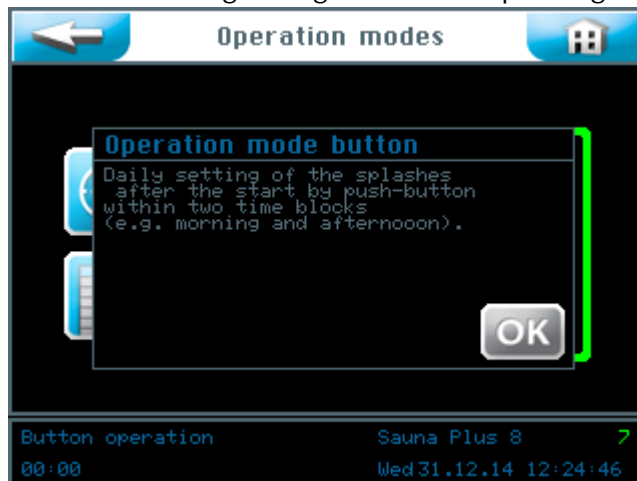 Operation modes
Operation mode button
Daily setting of the splashes
after the start by push-button
within two time blocks
(e.g. morning and afternooon).
OK
Button operation
Sauna Plus 8
7
00:00
Wed 31.12.14 12:24:46